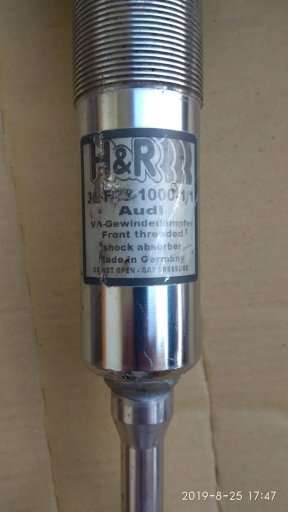 H&R
Audi
VA-Gewindedämpfer
Front threaded
shock absorber
Made in Germany
DO NOT OPEN - GAS PRESSURE
2019-8-25 17:47